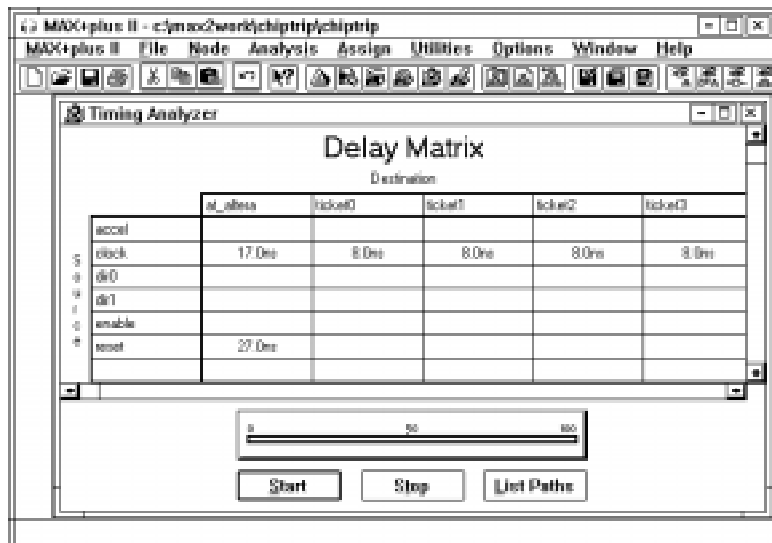 MAX+plus II - c:\max2work\chiptrip\chiptrip
MAX+plus II File Node Analysis Assign Utilities Options Window Help
Timing Analyzer
Delay Matrix
Destination
at_altera ticket0 ticket1 ticket2 ticket3
accel
clock 17.0ns 8.0ns 8.0ns 8.0ns 8.0ns
dir0
dir1
enable
reset 27.0ns
Source
0 50 100
Start Stop List Paths